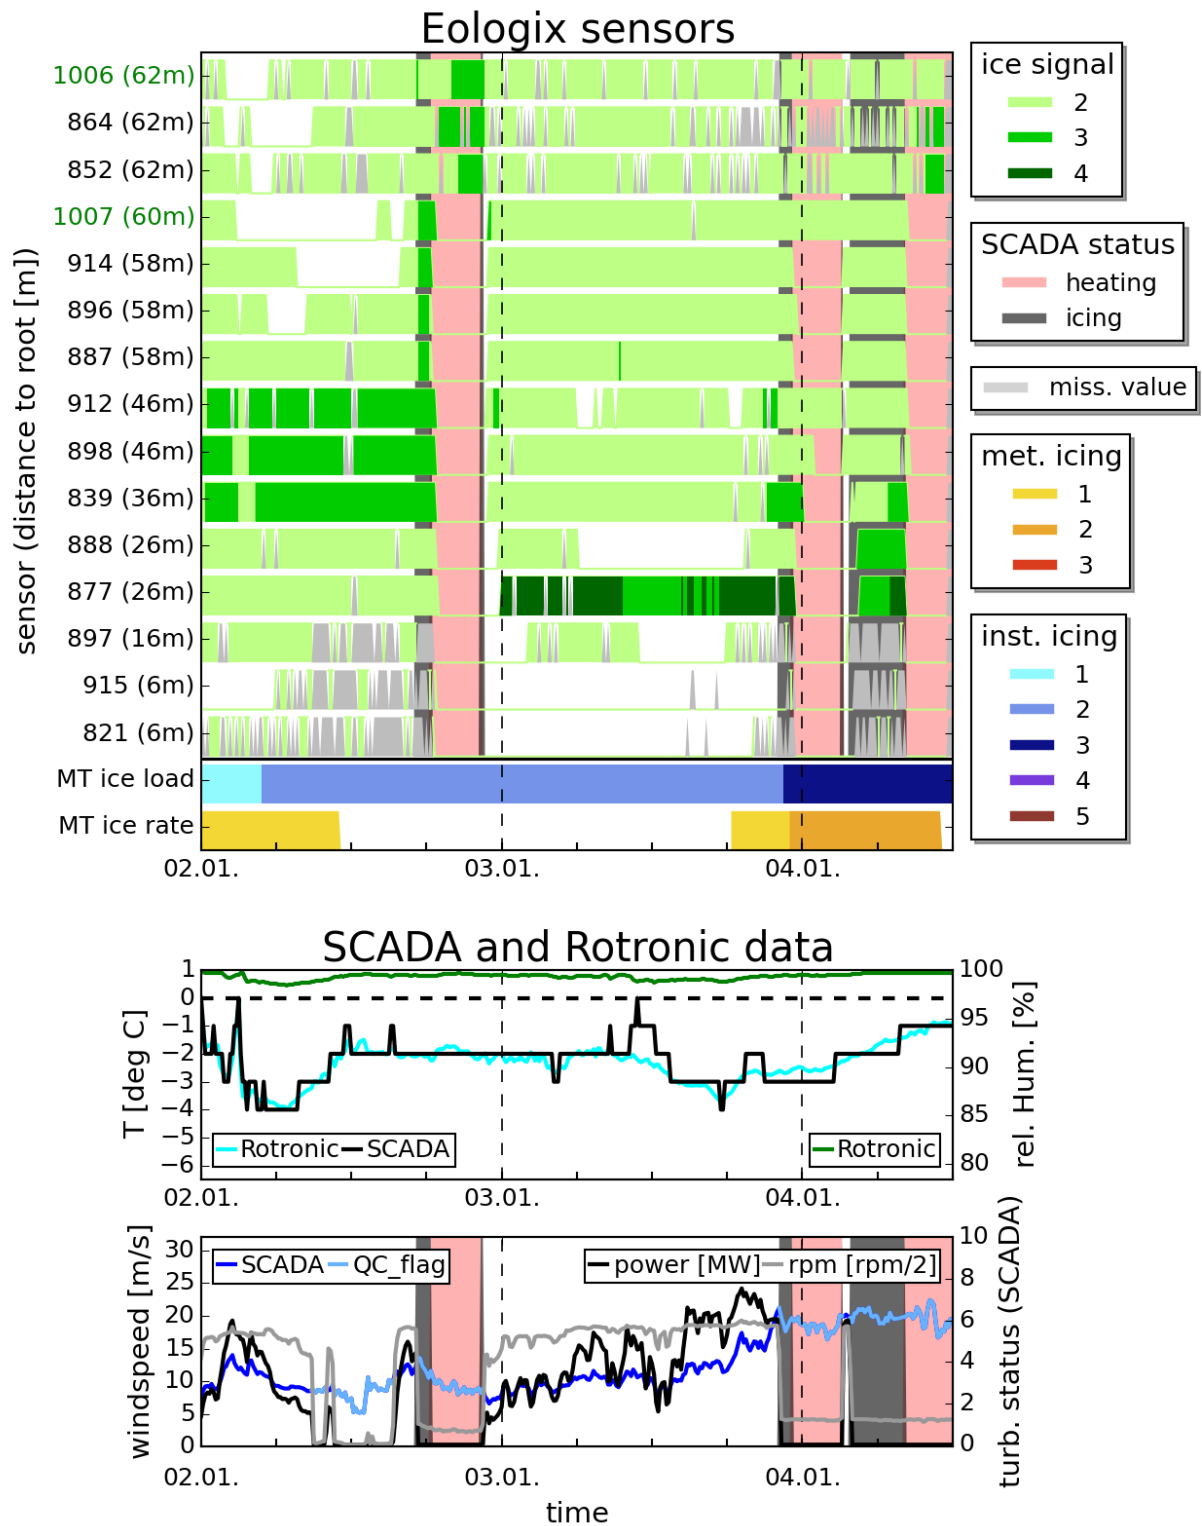 Eologix sensors
sensor (distance to root [m])
1006 (62m)
864 (62m)
852 (62m)
1007 (60m)
914 (58m)
896 (58m)
887 (58m)
912 (46m)
898 (46m)
839 (36m)
888 (26m)
877 (26m)
897 (16m)
915 (6m)
821 (6m)
MT ice load
MT ice rate
02.01.
03.01.
04.01.
ice signal
2
3
4
SCADA status
heating
icing
miss. value
met. icing
1
2
3
inst. icing
1
2
3
4
5
SCADA and Rotronic data
T [deg C]
1
0
−1
−2
−3
−4
−5
−6
Rotronic
SCADA
Rotronic
100
95
90
85
80
rel. Hum. [%]
02.01.
03.01.
04.01.
windspeed [m/s]
30
25
20
15
10
5
0
SCADA
QC_flag
power [MW]
rpm [rpm/2]
10
8
6
4
2
0
turb. status (SCADA)
02.01.
03.01.
04.01.
time